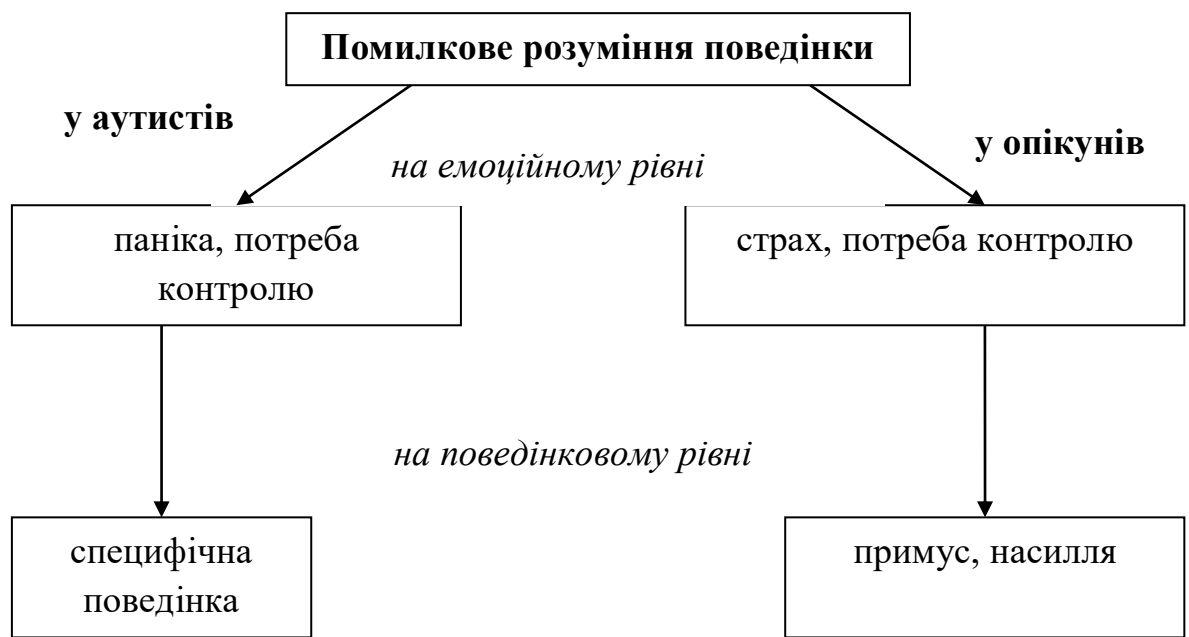 Помилкове розуміння поведінки
у аутистів
у опікунів
на емоційному рівні
паніка, потреба
контролю
страх, потреба контролю
на поведінковому рівні
специфічна
поведінка
примус, насилля